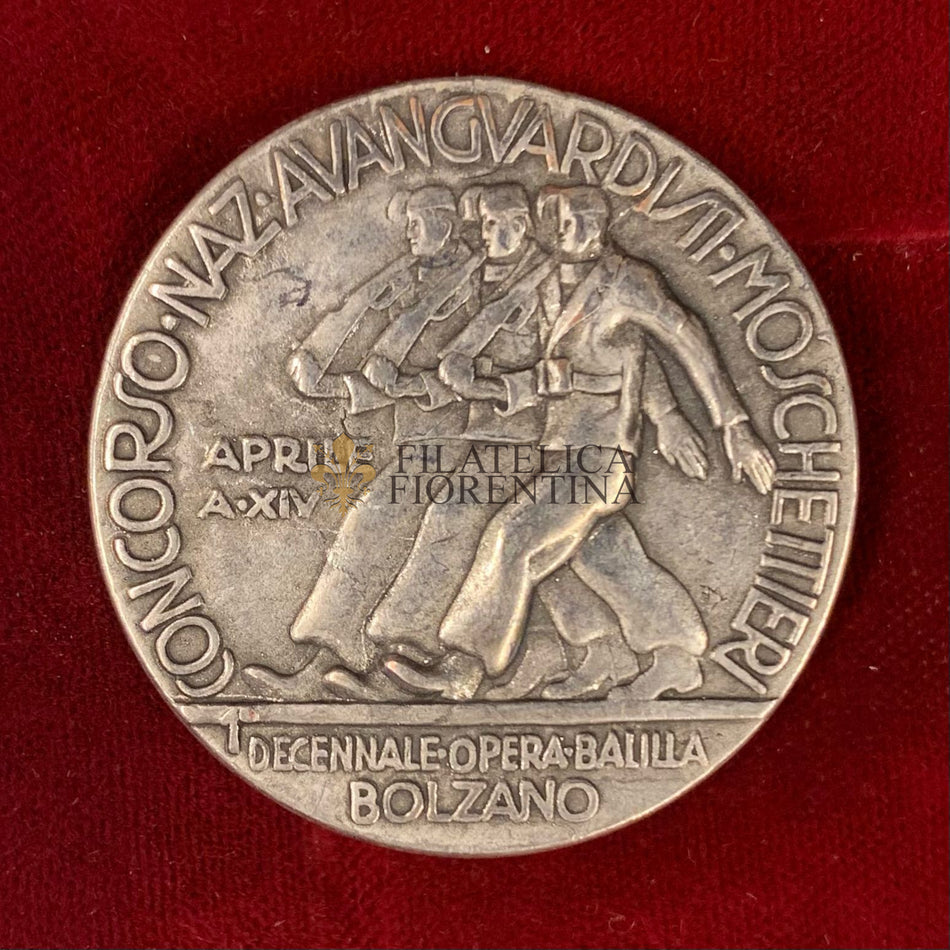 CONCORSO·NAZ·AVANGVARDISTI·MOSCHETTIERI
APRILE
A·XIV
FILATELICA
FIORENTINA
1° DECENNALE·OPERA·BALILLA
BOLZANO